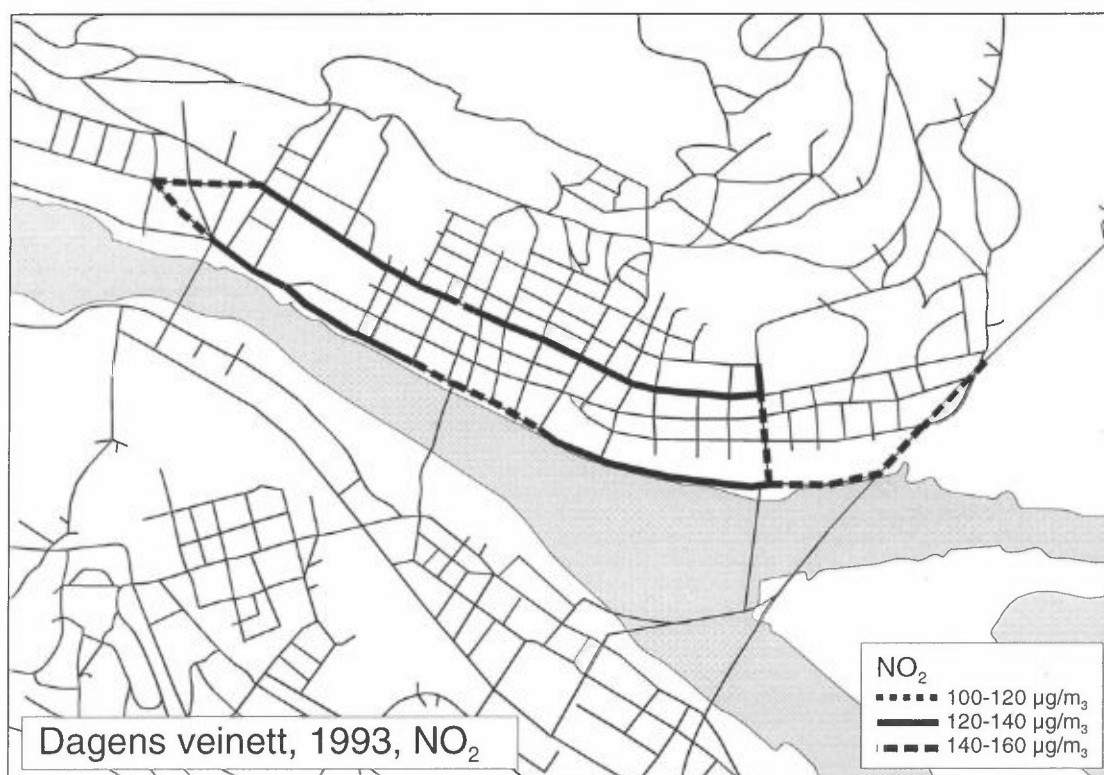 NO₂
100-120 µg/m₃
120-140 µg/m₃
140-160 µg/m₃
Dagens veinett, 1993, NO₂